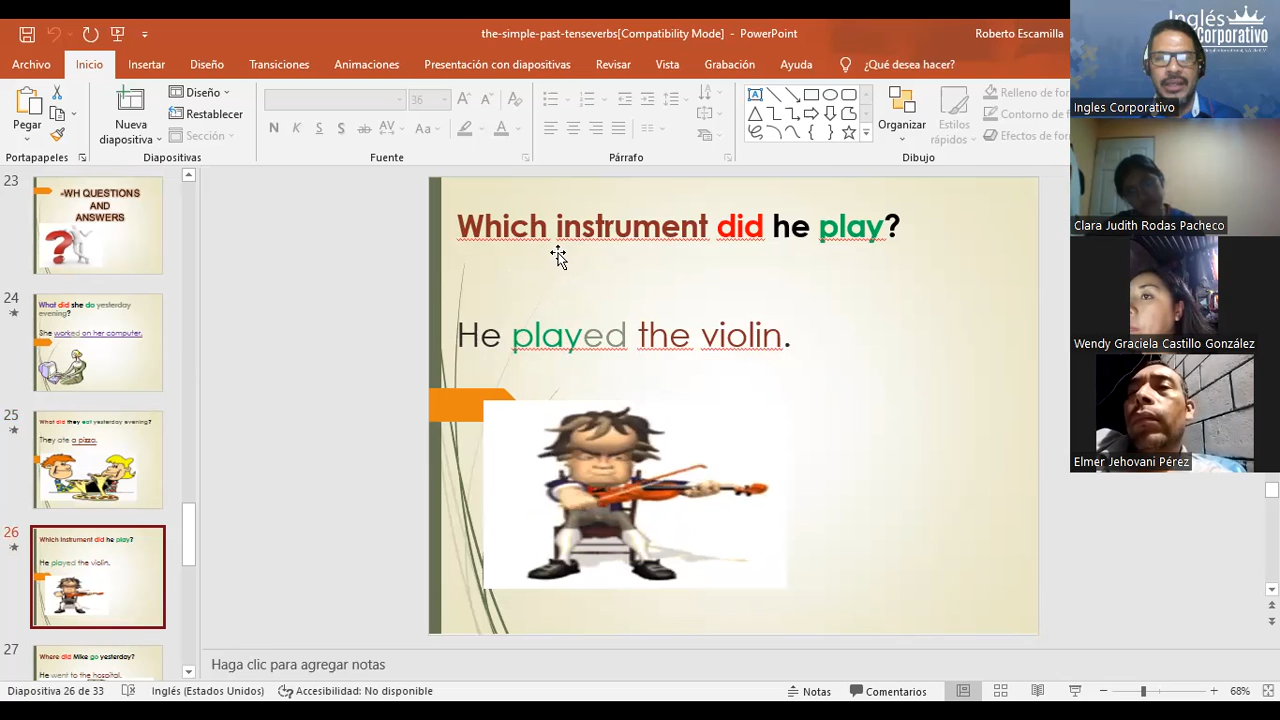 the-simple-past-tenseverbs[Compatibility Mode] - PowerPoint
Roberto Escamilla
Archivo
Inicio
Insertar
Diseño
Transiciones
Animaciones
Presentación con diapositivas
Revisar
Vista
Grabación
Ayuda
¿Qué desea hacer?
Pegar
Nueva
diapositiva
Diseño
Restablecer
Sección
36
N
K
S
S
ab
AV
Aa
A
Organizar
Estilos
rápidos
Relleno de for
Contorno de
Efectos de for
Portapapeles
Diapositivas
Fuente
Párrafo
Dibujo
23
-WH QUESTIONS
AND
ANSWERS
24
What did she do yesterday
evening?
She worked on her computer.
25
What did they eat yesterday evening?
They ate a pizza.
26
Which instrument did he play?
He played the violin.
27
Where did Mike go yesterday?
He went to the hospital.
Which instrument did he play?
He played the violin.
Haga clic para agregar notas
Diapositiva 26 de 33
Inglés (Estados Unidos)
Accesibilidad: No disponible
Notas
Comentarios
68%
Inglés
Corporativo
Ingles Corporativo
Clara Judith Rodas Pacheco
Wendy Graciela Castillo González
Elmer Jehovani Pérez